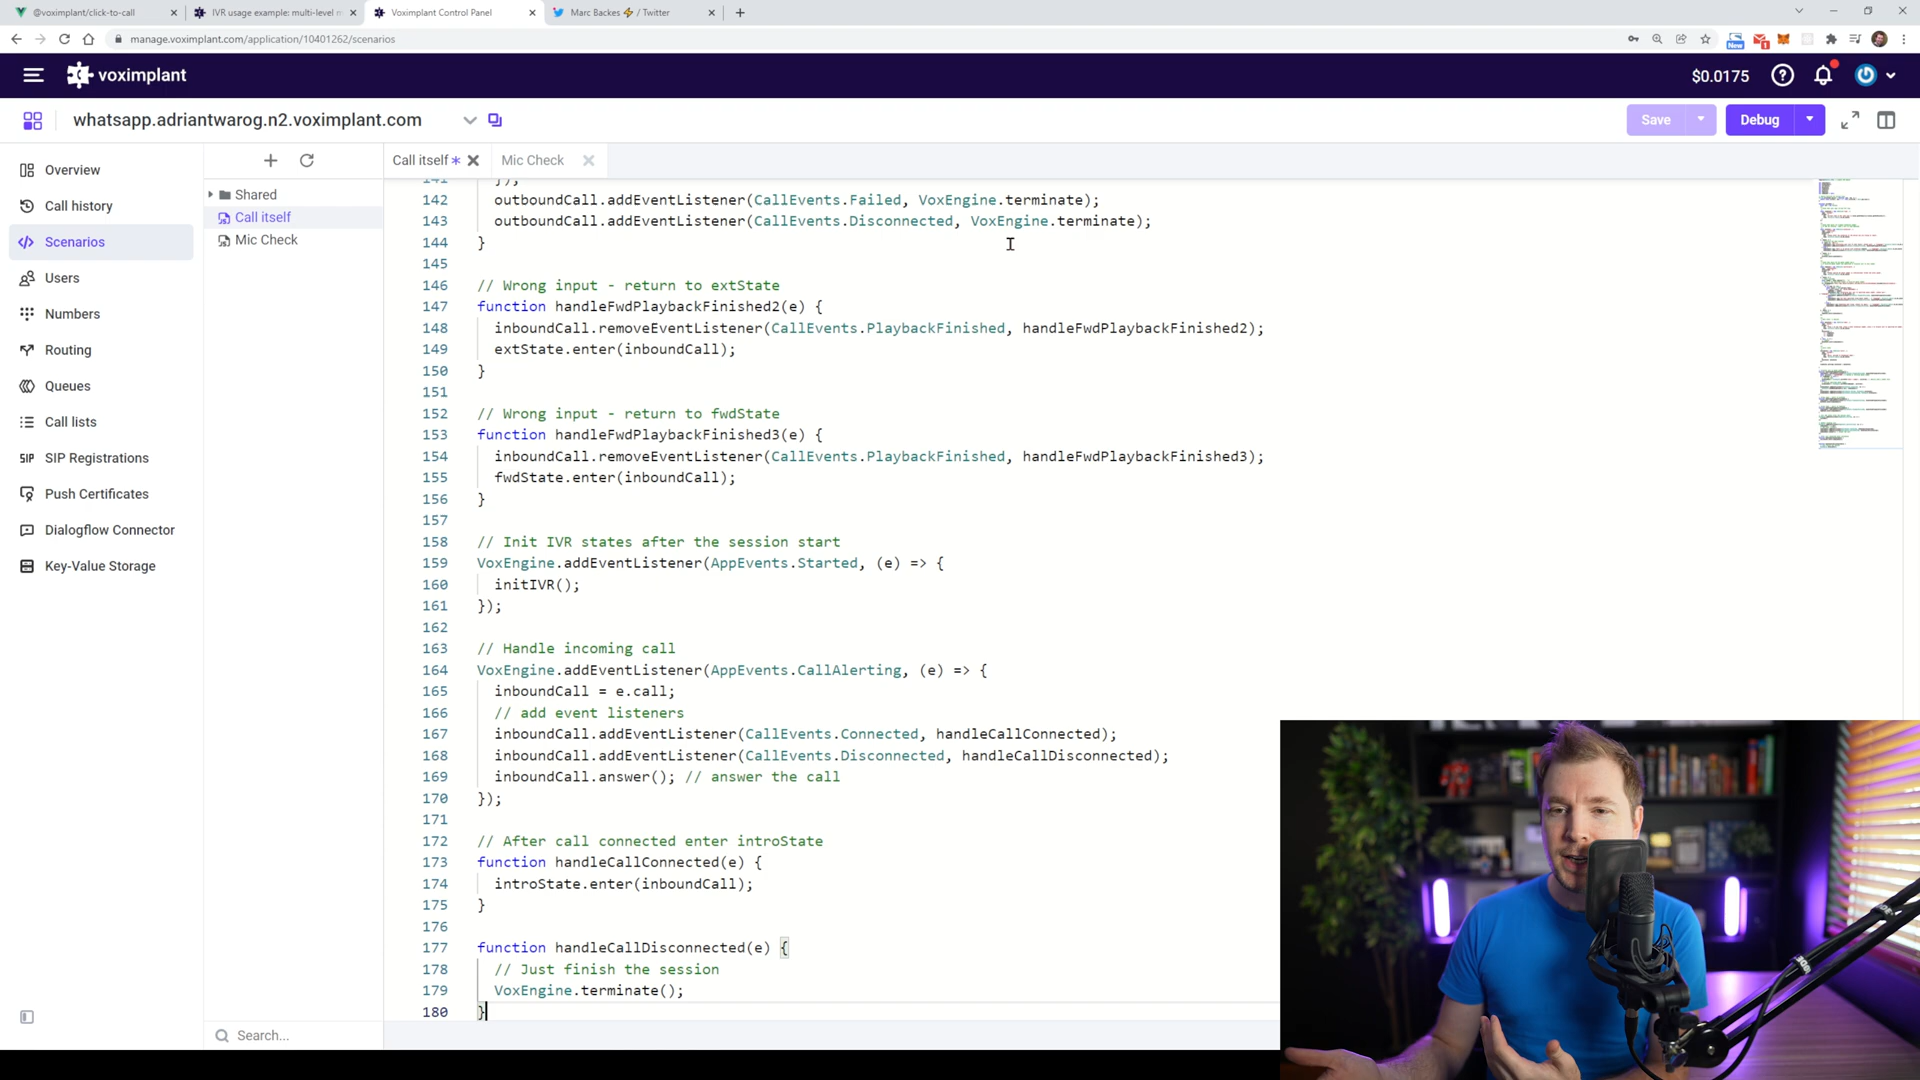 @voximplant/click-to-call
IVR usage example: multi-level m
Voximplant Control Panel
Marc Backes ⚡ / Twitter
manage.voximplant.com/application/10401262/scenarios
New
voximplant
$0.0175
whatsapp.adriantwarog.n2.voximplant.com
Save
Debug
Overview
Call history
Scenarios
Users
Numbers
Routing
Queues
Call lists
SIP SIP Registrations
Push Certificates
Dialogflow Connector
Key-Value Storage
Shared
Call itself
Mic Check
Search...
Call itself *
Mic Check
141 });
142 outboundCall.addEventListener(CallEvents.Failed, VoxEngine.terminate);
143 outboundCall.addEventListener(CallEvents.Disconnected, VoxEngine.terminate);
144 }
145
146 // Wrong input - return to extState
147 function handleFwdPlaybackFinished2(e) {
148 inboundCall.removeEventListener(CallEvents.PlaybackFinished, handleFwdPlaybackFinished2);
149 extState.enter(inboundCall);
150 }
151
152 // Wrong input - return to fwdState
153 function handleFwdPlaybackFinished3(e) {
154 inboundCall.removeEventListener(CallEvents.PlaybackFinished, handleFwdPlaybackFinished3);
155 fwdState.enter(inboundCall);
156 }
157
158 // Init IVR states after the session start
159 VoxEngine.addEventListener(AppEvents.Started, (e) => {
160 initIVR();
161 });
162
163 // Handle incoming call
164 VoxEngine.addEventListener(AppEvents.CallAlerting, (e) => {
165 inboundCall = e.call;
166 // add event listeners
167 inboundCall.addEventListener(CallEvents.Connected, handleCallConnected);
168 inboundCall.addEventListener(CallEvents.Disconnected, handleCallDisconnected);
169 inboundCall.answer(); // answer the call
170 });
171
172 // After call connected enter introState
173 function handleCallConnected(e) {
174 introState.enter(inboundCall);
175 }
176
177 function handleCallDisconnected(e) {
178 // Just finish the session
179 VoxEngine.terminate();
180 }